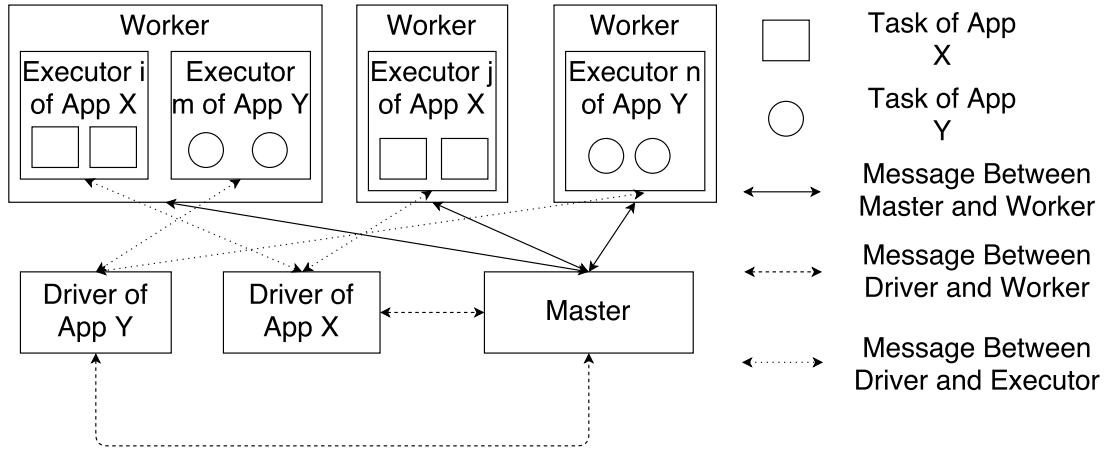 Worker
Executor i
of App X
Executor
m of App Y
Worker
Executor j
of App X
Worker
Executor n
of App Y
Driver of
App Y
Driver of
App X
Master
Task of App
X
Task of App
Y
Message Between
Master and Worker
Message Between
Driver and Worker
Message Between
Driver and Executor